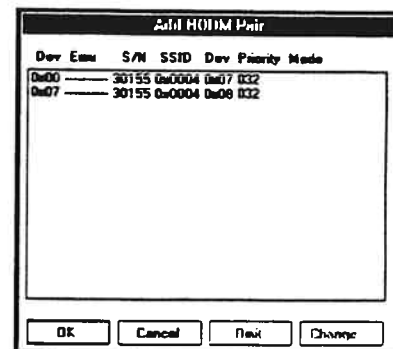 Add HODM Pair
Dev Emu S/N SSID Dev Priority Mode
0x00 ——— 30155 0x0004 0x07 032
0x07 ——— 30155 0x0004 0x08 032
OK Cancel Change...